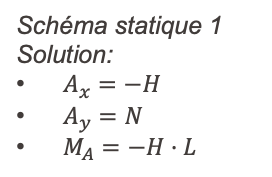 Schéma statique 1
Solution:
• A_x = −H
• A_y = N
• M_A = −H · L